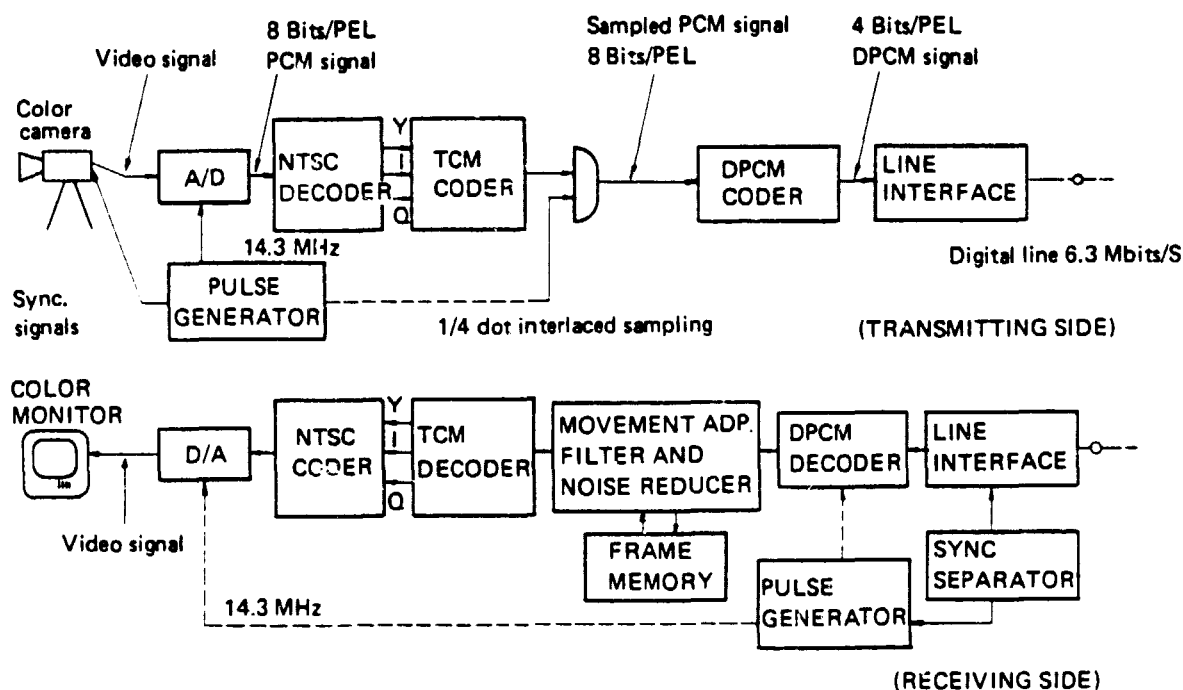 8 Bits/PEL
PCM signal
Video signal
Sampled PCM signal
8 Bits/PEL
4 Bits/PEL
DPCM signal
Color
camera
A/D
NTSC
DECODER
Y
I
Q
TCM
CODER
DPCM
CODER
LINE
INTERFACE
14.3 MHz
Digital line 6.3 Mbits/S
Sync.
signals
PULSE
GENERATOR
1/4 dot interlaced sampling
(TRANSMITTING SIDE)
COLOR
MONITOR
D/A
NTSC
CODER
Y
I
Q
TCM
DECODER
MOVEMENT ADP.
FILTER AND
NOISE REDUCER
DPCM
DECODER
LINE
INTERFACE
Video signal
FRAME
MEMORY
SYNC
SEPARATOR
PULSE
GENERATOR
14.3 MHz
(RECEIVING SIDE)